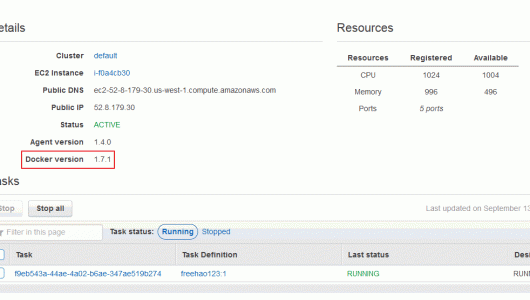 etails
Resources
Cluster default
EC2 Instance i-f0a4cb30
Public DNS ec2-52-8-179-30.us-west-1.compute.amazonaws.com
Public IP 52.8.179.30
Status ACTIVE
Agent version 1.4.0
Docker version 1.7.1
Resources Registered Available
CPU 1024 1004
Memory 996 496
Ports 5 ports
asks
Stop Stop all
Last updated on September 13
Filter in this page Task status: Running Stopped
Task Task Definition Last status Desi
f9eb543a-44ae-4a02-b6ae-347ae519b274 freehao123:1 RUNNING RUNN